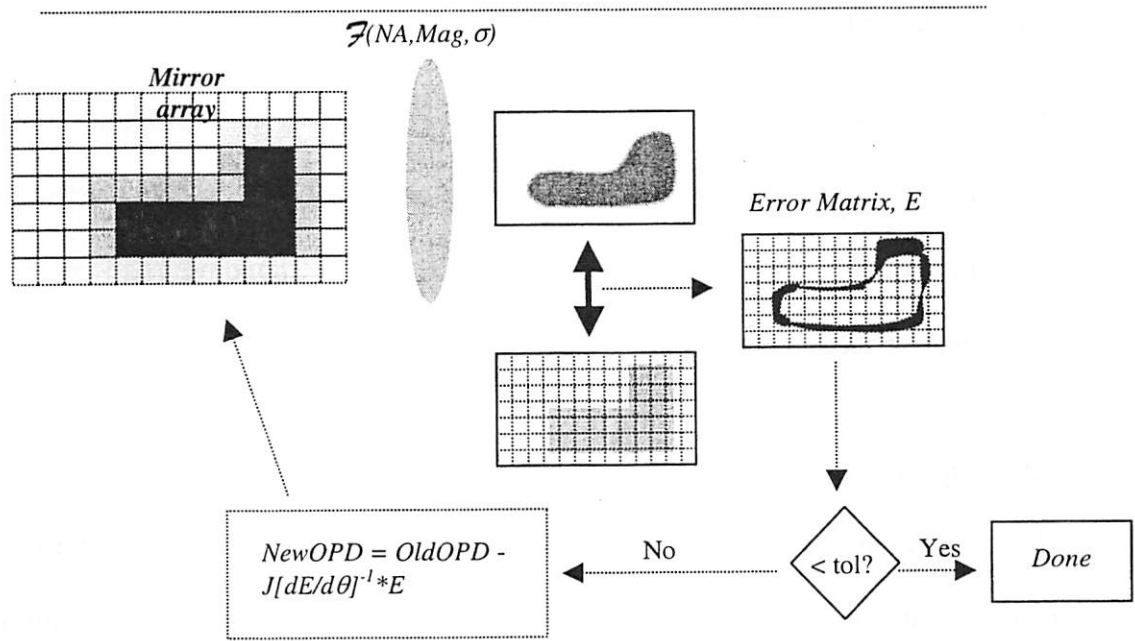 𝓕(NA,Mag,σ)
Mirror
array
Error Matrix, E
NewOPD = OldOPD -
J[dE/dθ]⁻¹*E
No
< tol?
Yes
Done